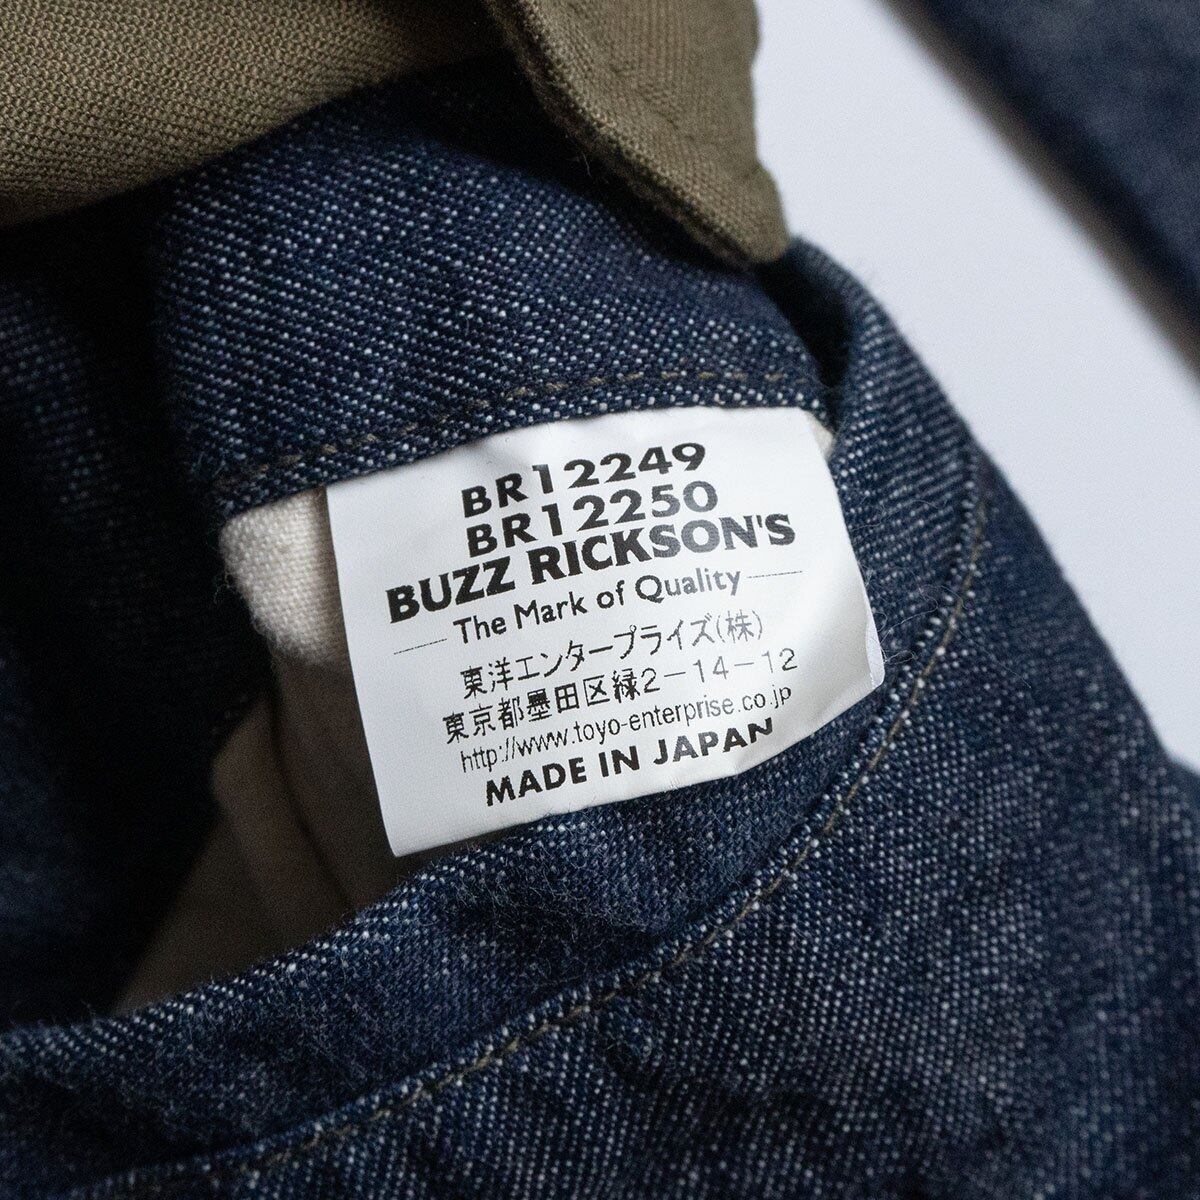 BR12249
BR12250
BUZZ RICKSON'S
The Mark of Quality
東洋エンタープライズ(株)
東京都墨田区緑2-14-12
http://www.toyo-enterprise.co.jp
MADE IN JAPAN